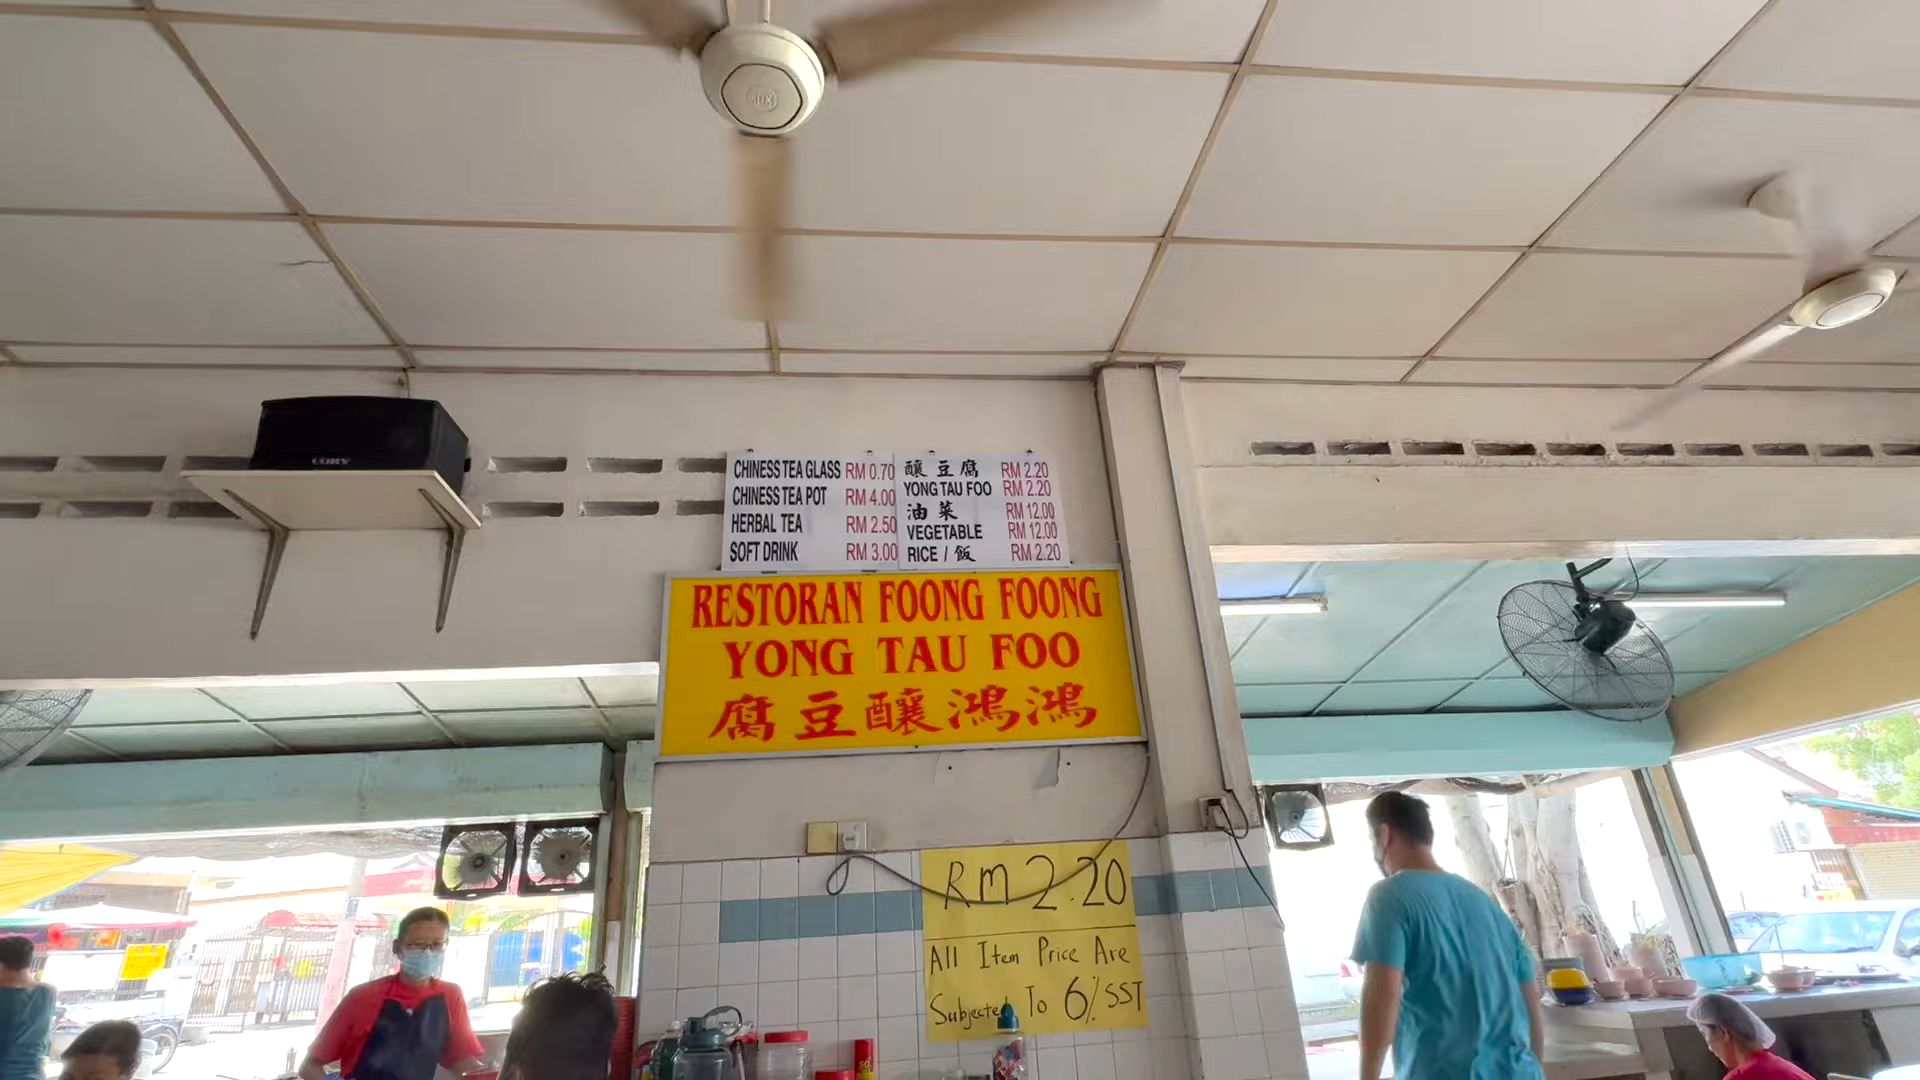 CHINESS TEA GLASS RM 0.70
CHINESS TEA POT RM 4.00
HERBAL TEA RM 2.50
SOFT DRINK RM 3.00
釀豆腐 RM 2.20
YONG TAU FOO RM 2.20
油菜 RM 12.00
VEGETABLE RM 12.00
RICE / 飯 RM 2.20
RESTORAN FOONG FOONG
YONG TAU FOO
腐豆釀鴻鴻
Rm 2.20
All Item Price Are
Subjected To 6% SST